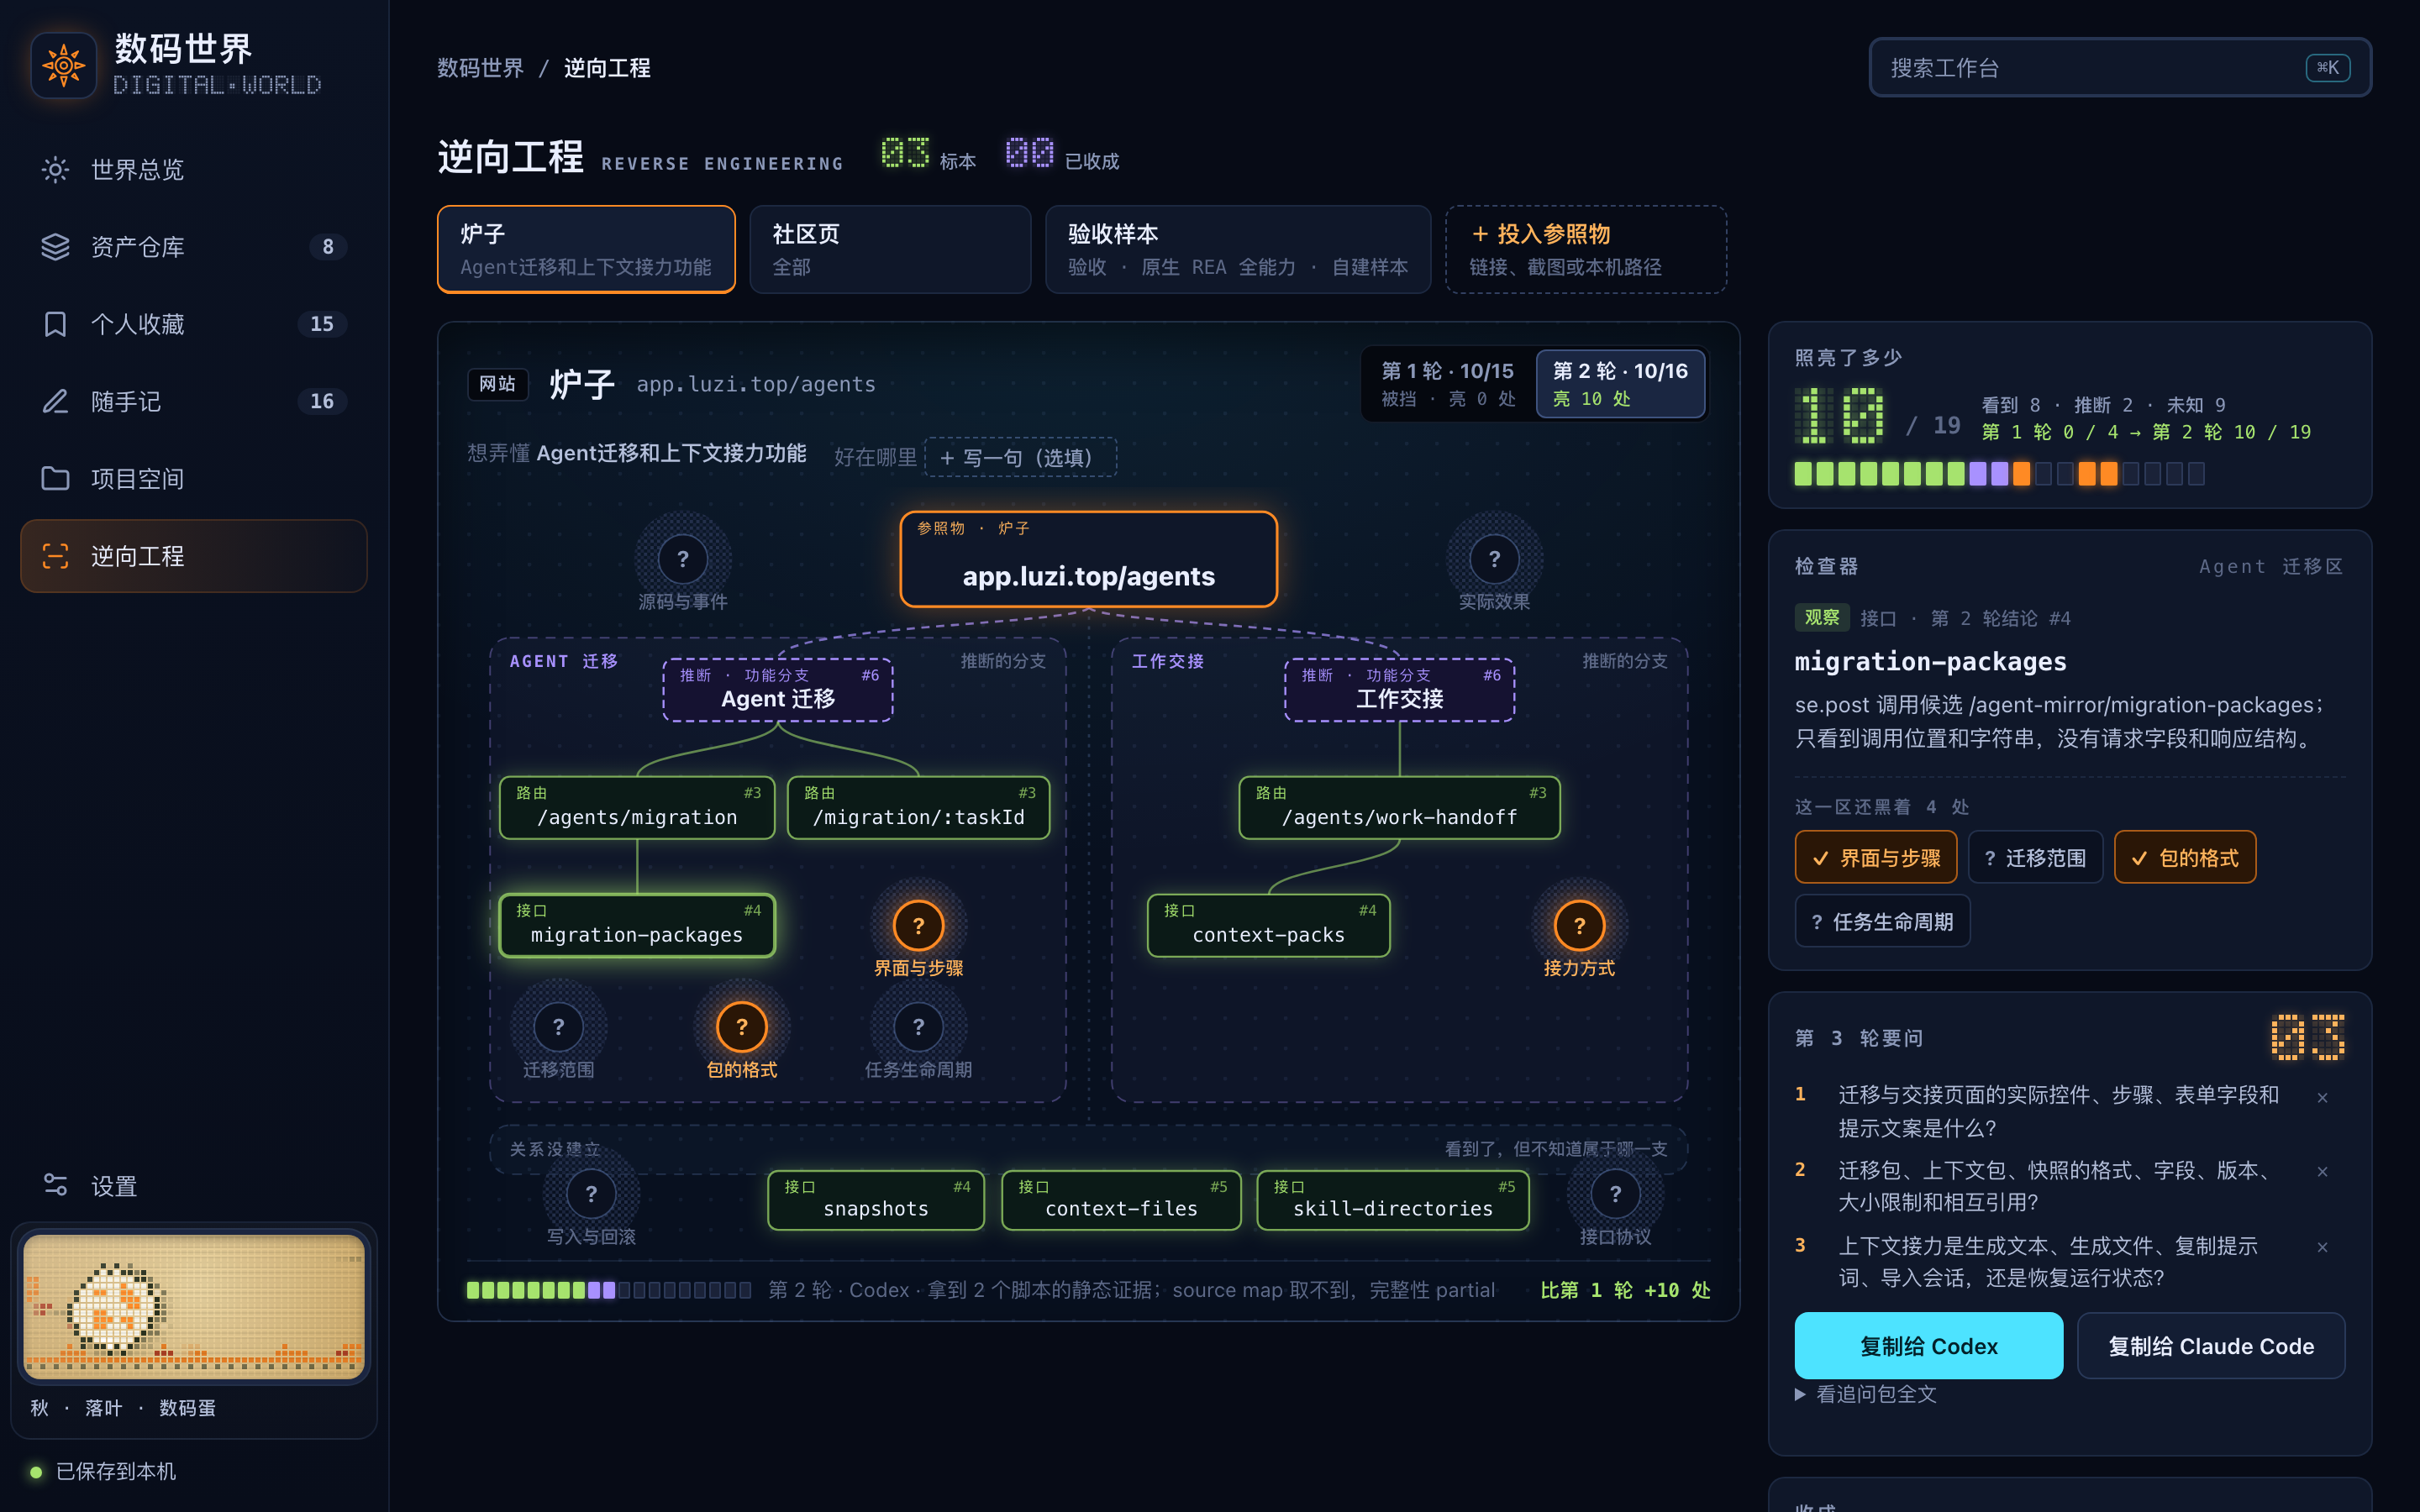 数码世界
DIGITAL·WORLD
世界总览
资产仓库 8
个人收藏 15
随手记 16
项目空间
逆向工程
设置
秋 · 落叶 · 数码蛋
已保存到本机
数码世界 / 逆向工程
搜索工作台 ⌘K
逆向工程 REVERSE ENGINEERING 03 标本 00 已收成
炉子
Agent迁移和上下文接力功能
社区页
全部
验收样本
验收 · 原生 REA 全能力 · 自建样本
+ 投入参照物
链接、截图或本机路径
网站 炉子 app.luzi.top/agents
第 1 轮 · 10/15
被挡 · 亮 0 处
第 2 轮 · 10/16
亮 10 处
想弄懂 Agent迁移和上下文接力功能 好在哪里 + 写一句（选填）
?
源码与事件
参照物 · 炉子
app.luzi.top/agents
?
实际效果
AGENT 迁移 推断的分支
推断 · 功能分支 #6
Agent 迁移
路由 #3
/agents/migration
路由 #3
/migration/:taskId
接口 #4
migration-packages
?
界面与步骤
?
迁移范围
?
包的格式
?
任务生命周期
工作交接 推断的分支
推断 · 功能分支 #6
工作交接
路由 #3
/agents/work-handoff
接口 #4
context-packs
?
接力方式
关系没建立 看到了，但不知道属于哪一支
?
写入与回滚
接口 #4
snapshots
接口 #5
context-files
接口 #5
skill-directories
?
接口协议
第 2 轮 · Codex · 拿到 2 个脚本的静态证据；source map 取不到，完整性 partial 比第 1 轮 +10 处
照亮了多少
10 / 19
看到 8 · 推断 2 · 未知 9
第 1 轮 0 / 4 → 第 2 轮 10 / 19
检查器 Agent 迁移区
观察 接口 · 第 2 轮结论 #4
migration-packages
se.post 调用候选 /agent-mirror/migration-packages；
只看到调用位置和字符串，没有请求字段和响应结构。
这一区还黑着 4 处
✓ 界面与步骤 ? 迁移范围 ✓ 包的格式
? 任务生命周期
第 3 轮要问 03
1 迁移与交接页面的实际控件、步骤、表单字段和 ×
提示文案是什么？
2 迁移包、上下文包、快照的格式、字段、版本、 ×
大小限制和相互引用？
3 上下文接力是生成文本、生成文件、复制提示 ×
词、导入会话，还是恢复运行状态？
复制给 Codex 复制给 Claude Code
▶ 看追问包全文